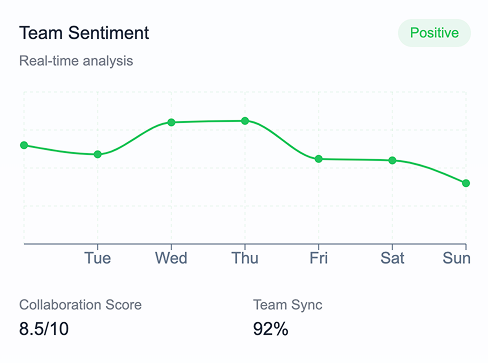 Team Sentiment
Positive
Real-time analysis
Tue Wed Thu Fri Sat Sun
Collaboration Score
Team Sync
8.5/10
92%